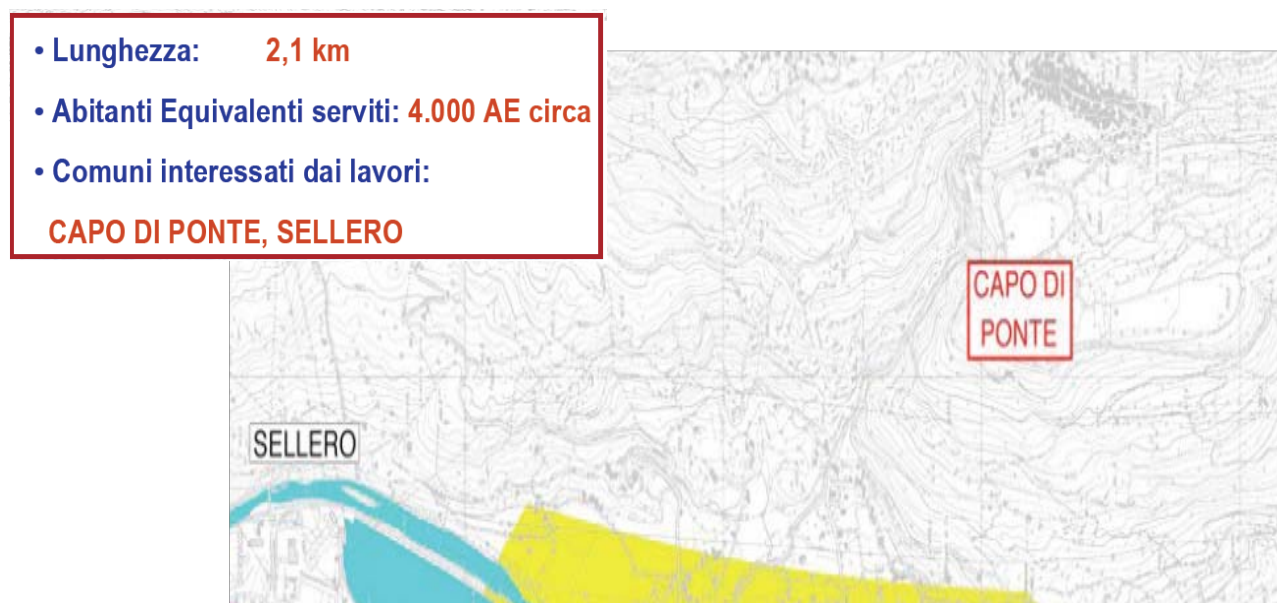 • Lunghezza: 2,1 km
• Abitanti Equivalenti serviti: 4.000 AE circa
• Comuni interessati dai lavori:
CAPO DI PONTE, SELLERO
CAPO DI
PONTE
SELLERO